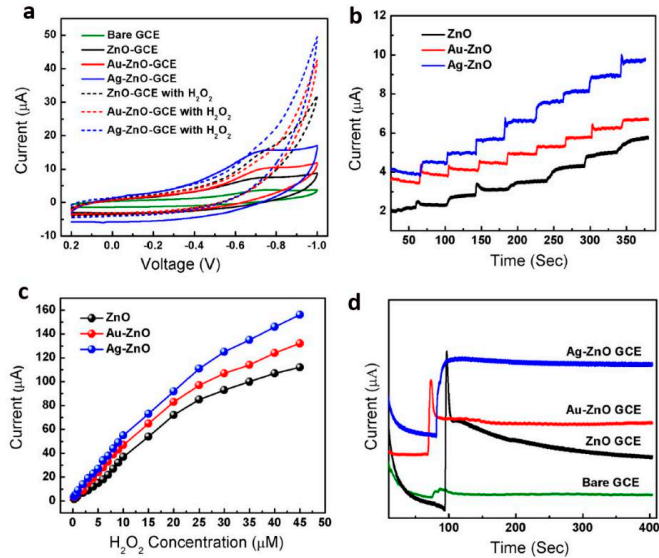 a
Bare GCE
ZnO-GCE
Au-ZnO-GCE
Ag-ZnO-GCE
ZnO-GCE with H₂O₂
Au-ZnO-GCE with H₂O₂
Ag-ZnO-GCE with H₂O₂
50
40
30
20
10
0
-10
Current(μA)
0.2 0.0 -0.2 -0.4 -0.6 -0.8 -1.0
Voltage (V)
b
ZnO
Au-ZnO
Ag-ZnO
12
10
8
6
4
2
Current (μA)
50 100 150 200 250 300 350 400
Time (Sec)
c
ZnO
Au-ZnO
Ag-ZnO
160
140
120
100
80
60
40
20
0
Current (μA)
0 5 10 15 20 25 30 35 40 45 50
H₂O₂ Concentration (μM)
d
Ag-ZnO GCE
Au-ZnO GCE
ZnO GCE
Bare GCE
Current (μA)
100 200 300 400
Time (Sec)